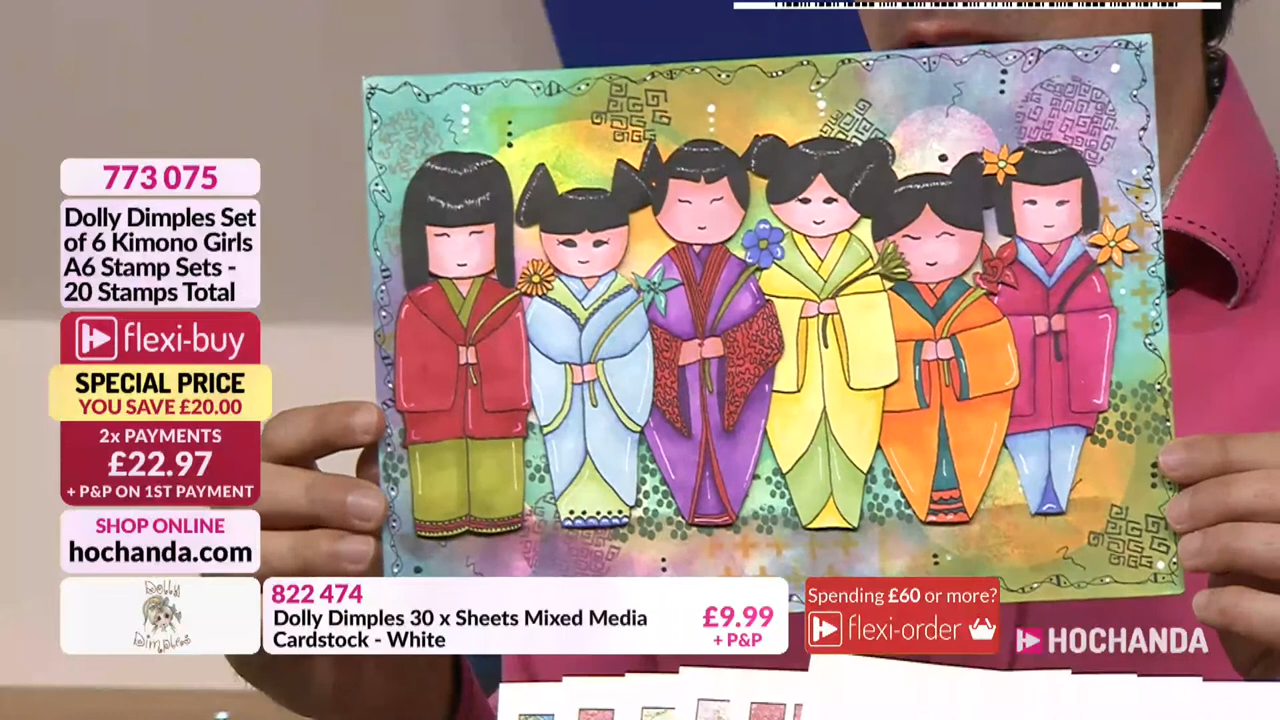 773 075
Dolly Dimples Set
of 6 Kimono Girls
A6 Stamp Sets -
20 Stamps Total
flexi-buy
SPECIAL PRICE
YOU SAVE £20.00
2x PAYMENTS
£22.97
+ P&P ON 1ST PAYMENT
SHOP ONLINE
hochanda.com
Dolly
Dimples
822 474
Dolly Dimples 30 x Sheets Mixed Media
Cardstock - White
£9.99
+ P&P
Spending £60 or more?
flexi-order
HOCHANDA